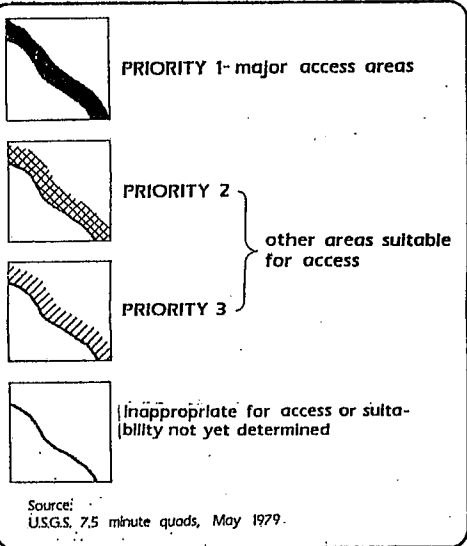 PRIORITY 1- major access areas
PRIORITY 2
other areas suitable
for access
PRIORITY 3
Inappropriate for access or suita-
bility not yet determined
Source:
U.S.G.S. 7.5 minute quads, May 1979.